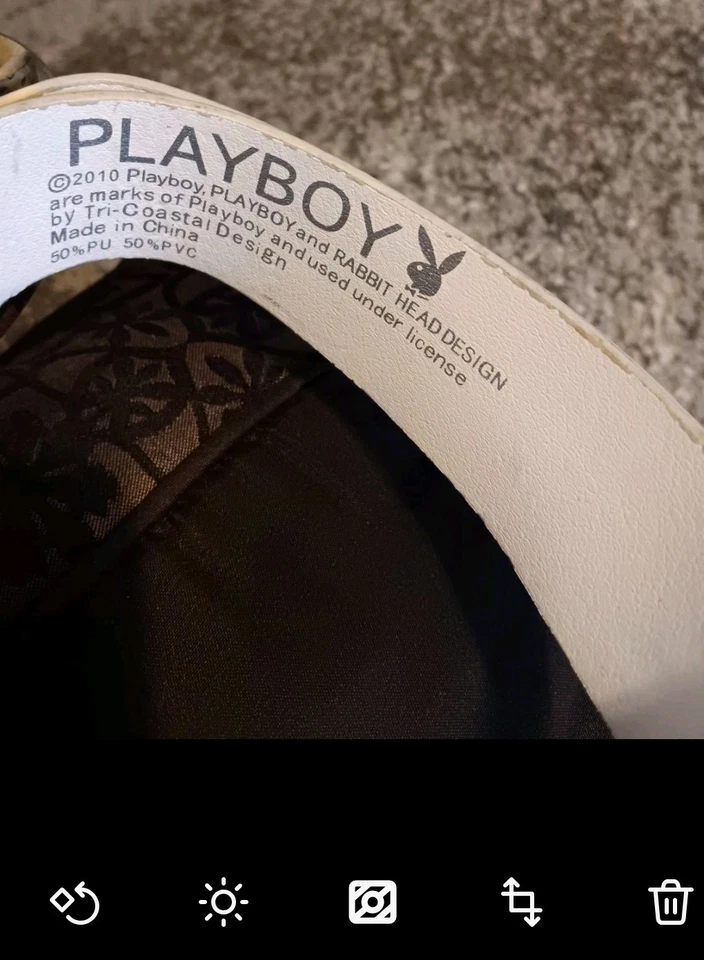 PLAYBOY
©2010 Playboy, PLAYBOY and RABBIT HEAD DESIGN
are marks of Playboy and used under license
by Tri-Coastal Design
Made in China
50%PU 50%PVC